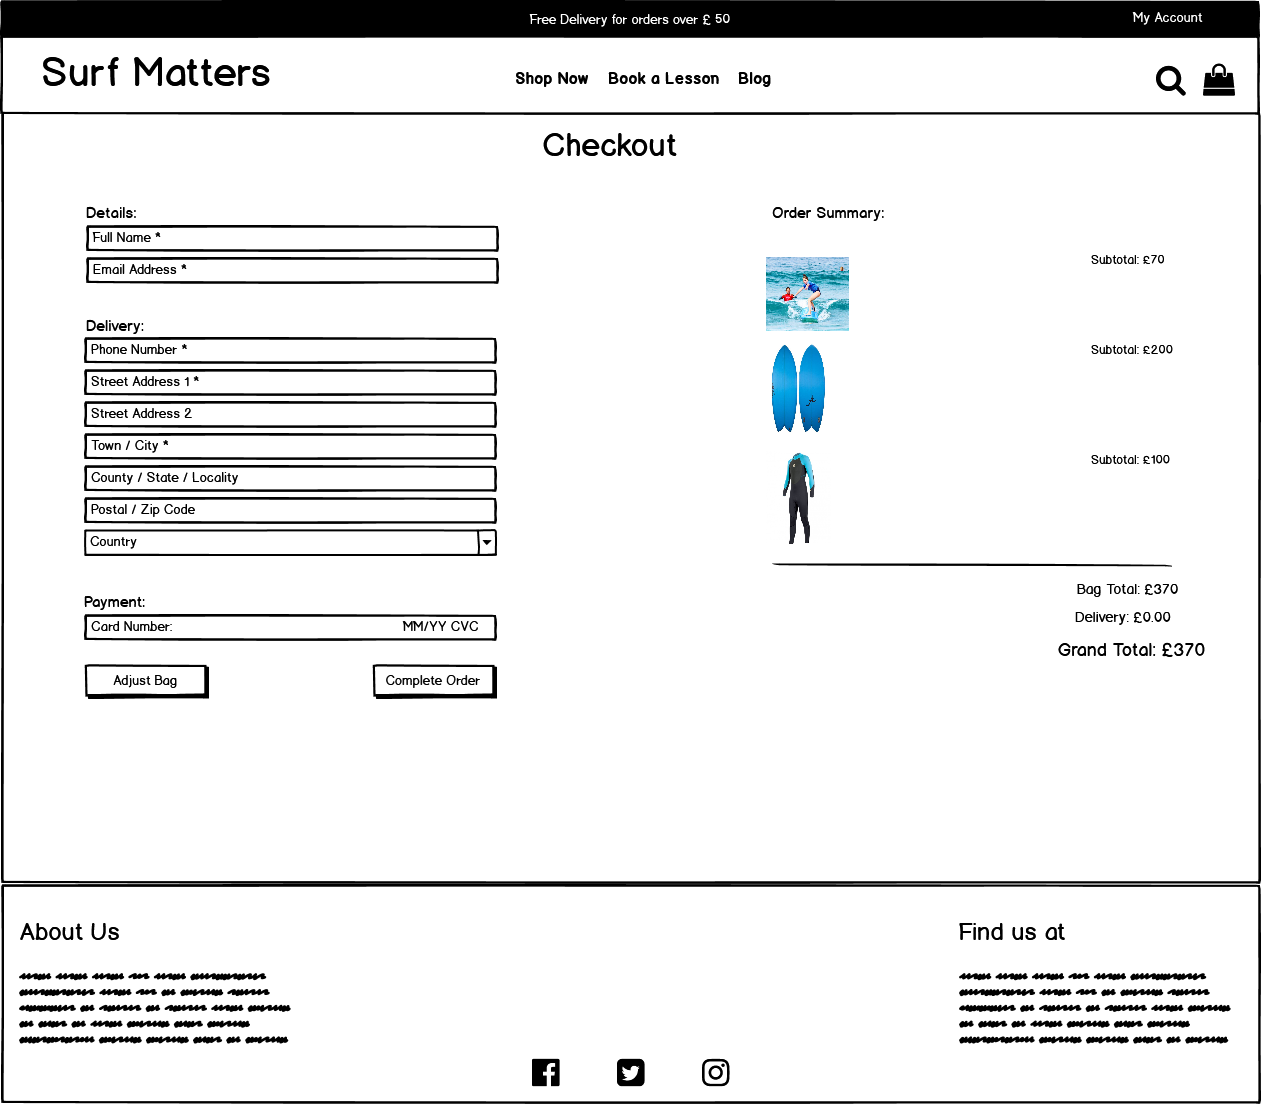 Free Delivery for orders over £ 50
My Account
Surf Matters
Shop Now
Book a Lesson
Blog
Checkout
Details:
Full Name *
Email Address *
Delivery:
Phone Number *
Street Address 1 *
Street Address 2
Town / City *
County / State / Locality
Postal / Zip Code
Country
Payment:
Card Number:
MM/YY CVC
Adjust Bag
Complete Order
Order Summary:
Subtotal: £70
Subtotal: £200
Subtotal: £100
Bag Total: £370
Delivery: £0.00
Grand Total: £370
About Us
Find us at